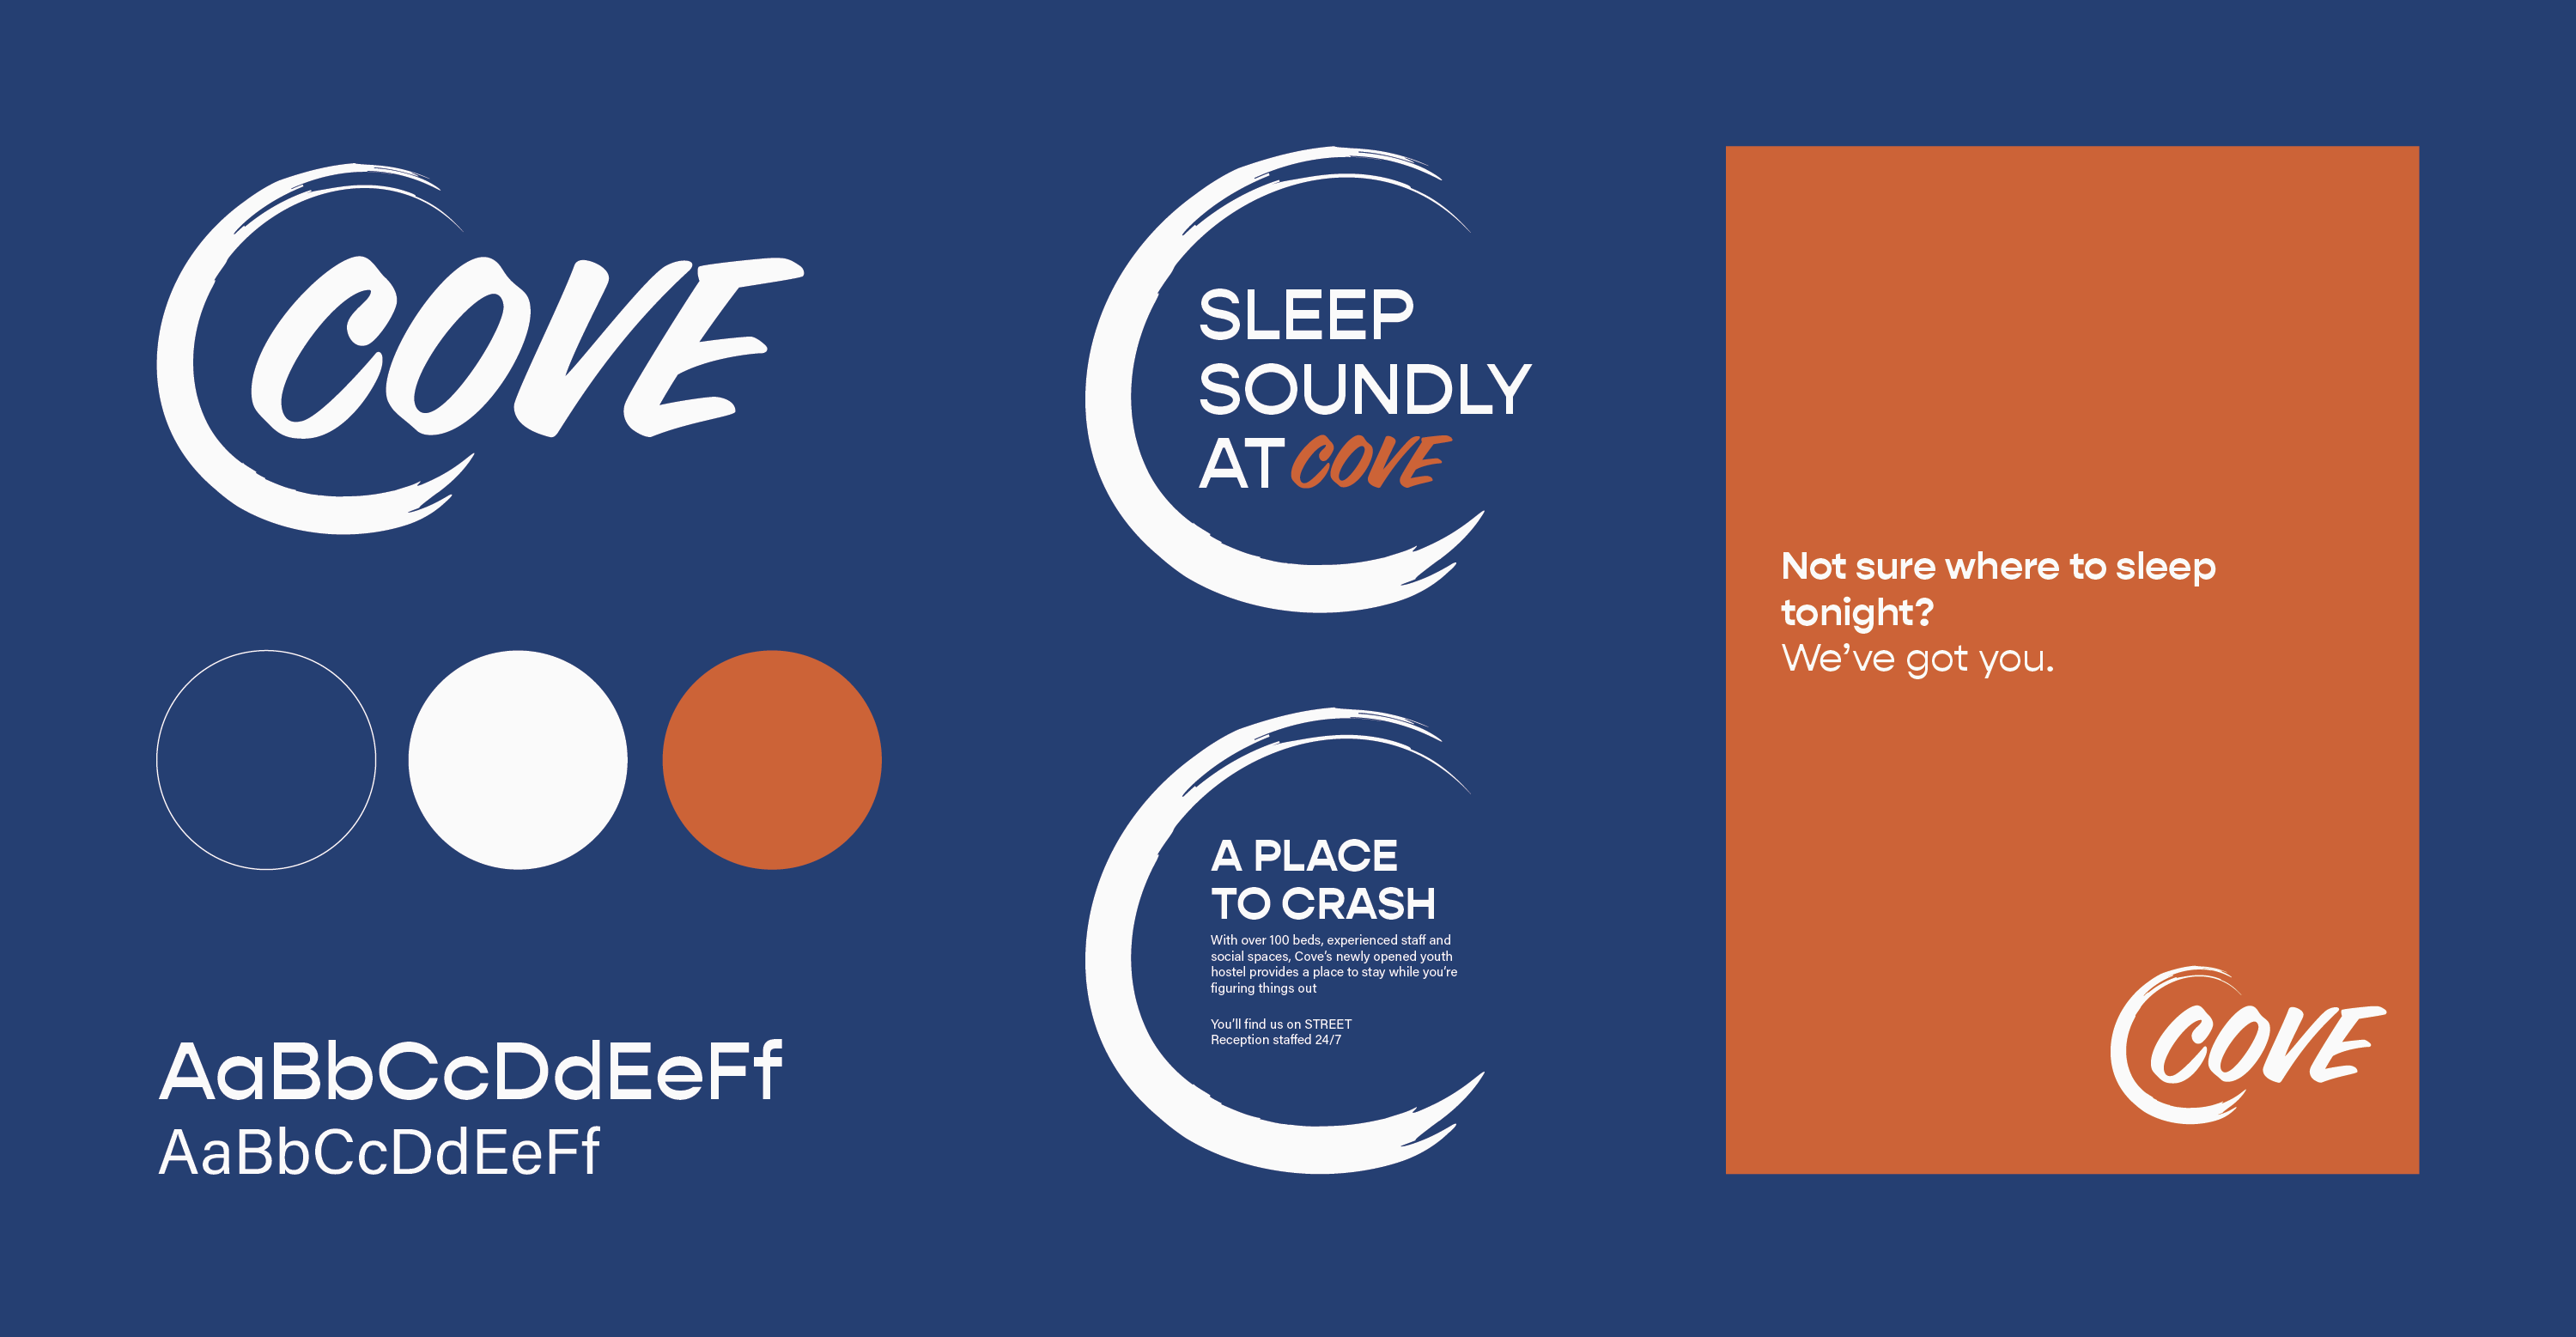 COVE
AaBbCcDdEeFf
AaBbCcDdEeFf
SLEEP
SOUNDLY
AT COVE
A PLACE
TO CRASH
With over 100 beds, experienced staff and
social spaces, Cove's newly opened youth
hostel provides a place to stay while you're
figuring things out
You'll find us on STREET
Reception staffed 24/7
Not sure where to sleep
tonight?
We've got you.
COVE